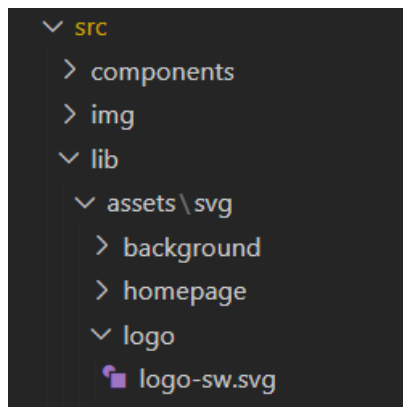 src
components
img
lib
assets\svg
background
homepage
logo
logo-sw.svg